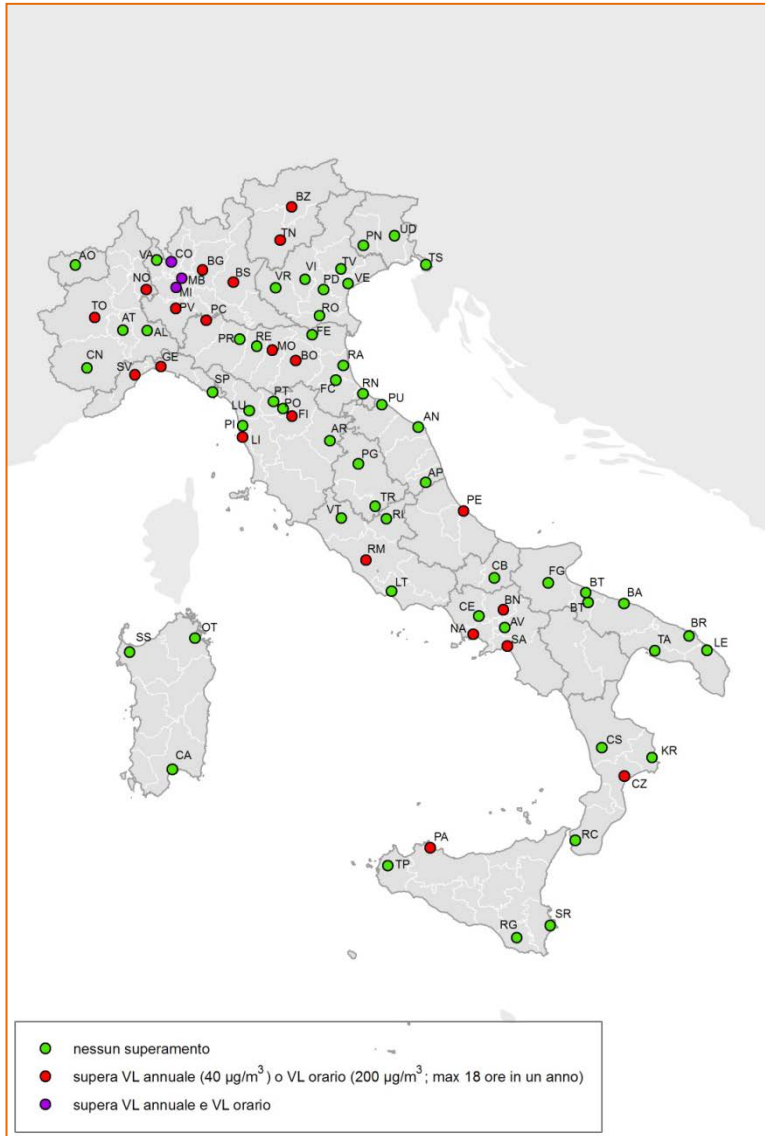 BZ
TN
PN
UD
TS
AO
VA
CO
BG
MB
MI
BS
NO
VR
VI
TV
PD
VE
TO
PV
PC
RO
AT
AL
FE
PR
RE
MO
BO
RA
CN
SV
GE
SP
FC
RN
PU
PT
PO
FI
LU
PI
LI
AN
AR
PG
AP
TR
PE
VT
RI
RM
LT
CB
FG
BT
BT
BA
CE
BN
AV
NA
SA
BR
TA
LE
OT
SS
CA
CS
KR
CZ
RC
PA
TP
SR
RG
nessun superamento
supera VL annuale (40 µg/m³) o VL orario (200 µg/m³; max 18 ore in un anno)
supera VL annuale e VL orario